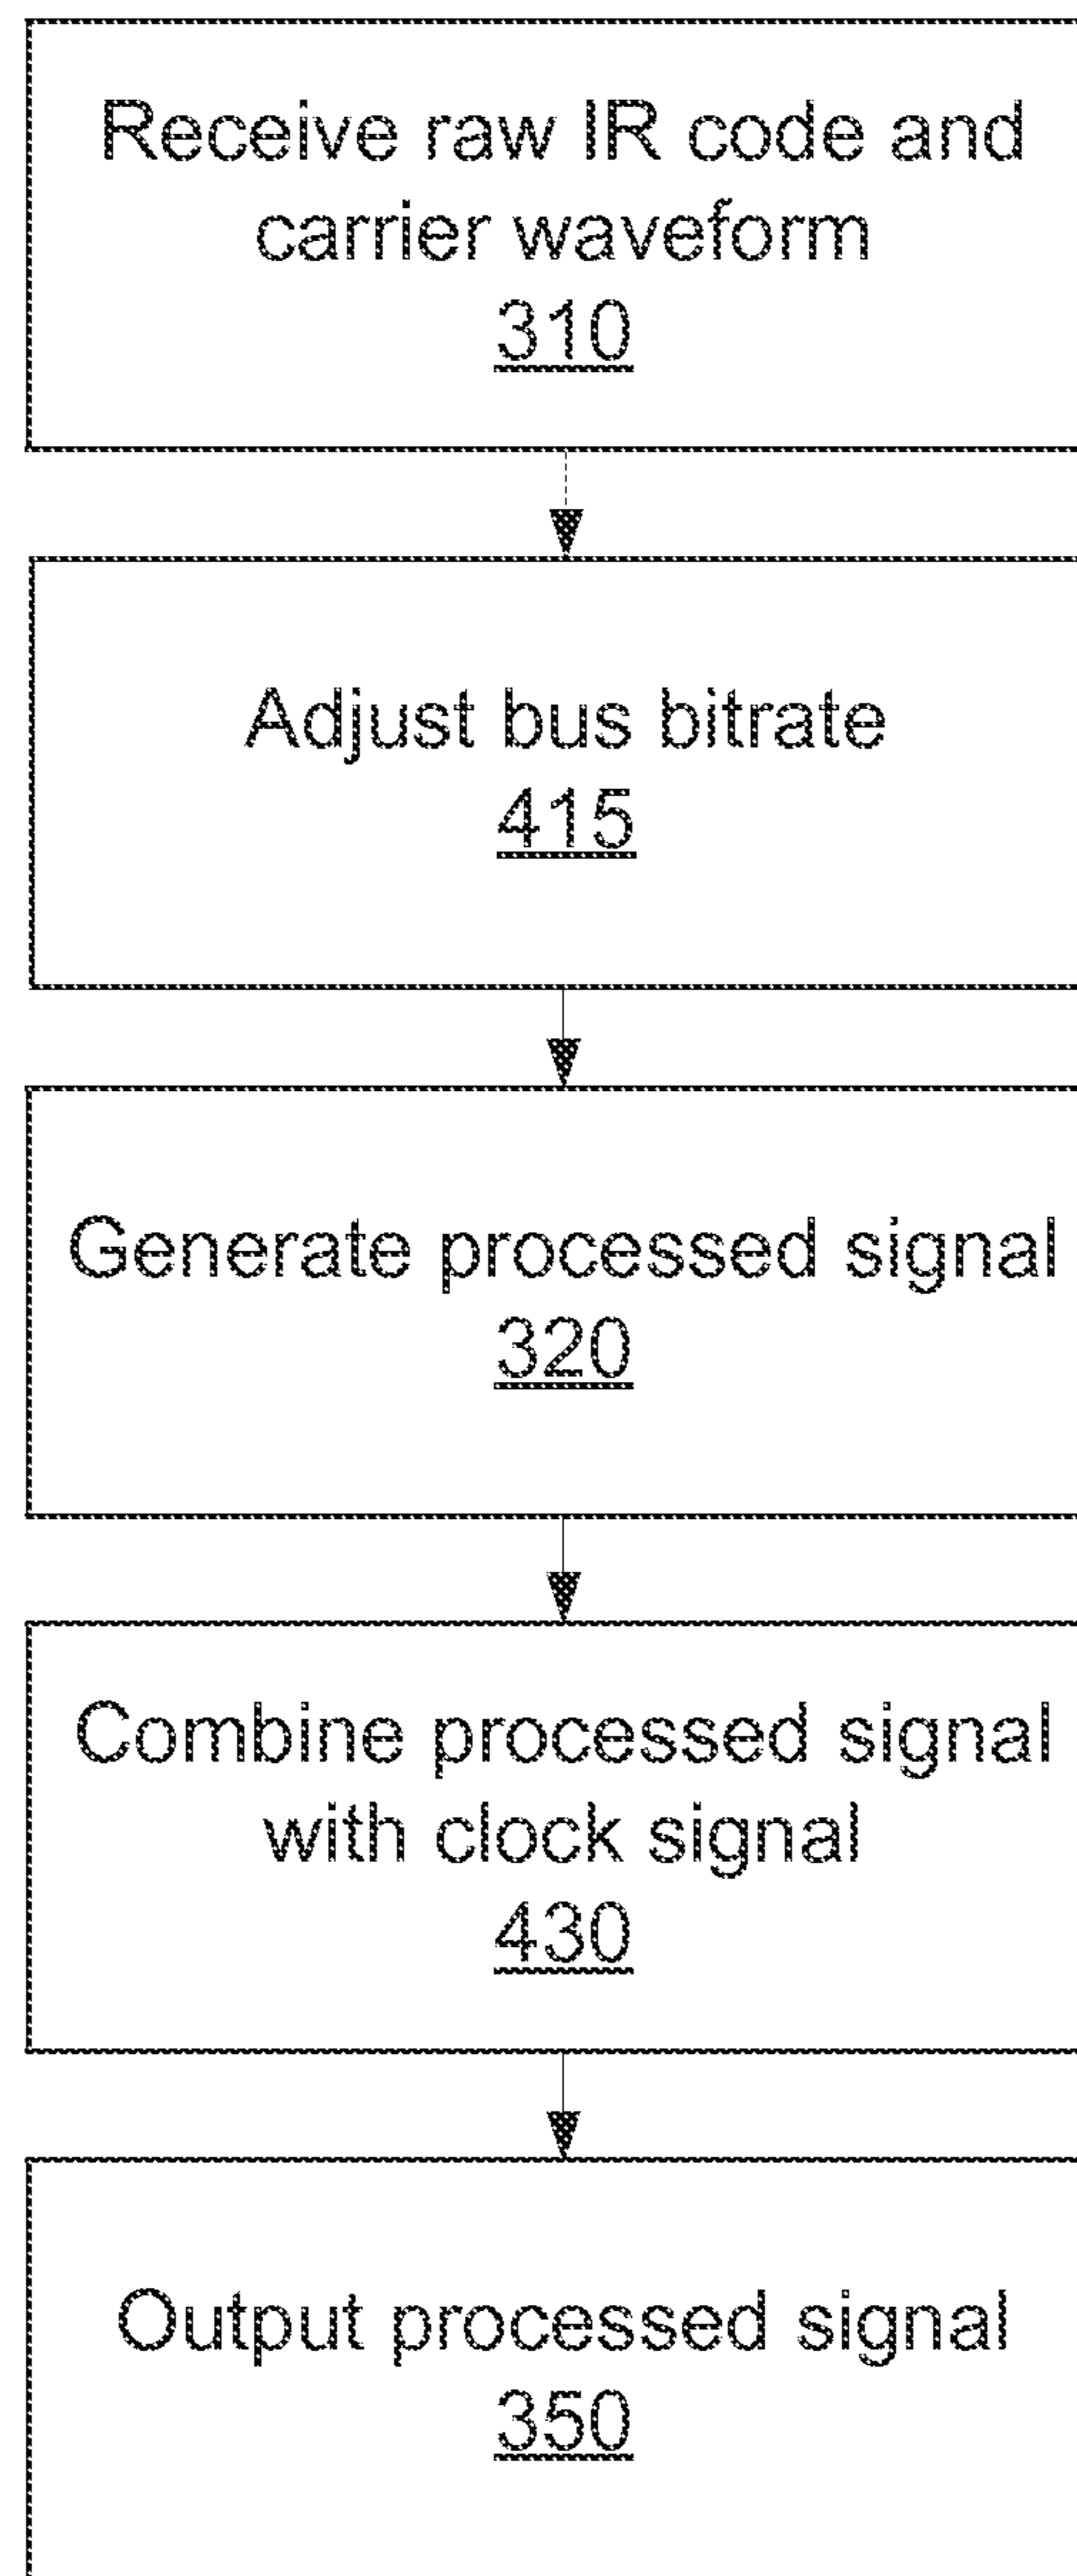 Receive raw IR code and
carrier waveform
310
Adjust bus bitrate
415
Generate processed signal
320
Combine processed signal
with clock signal
430
Output processed signal
350